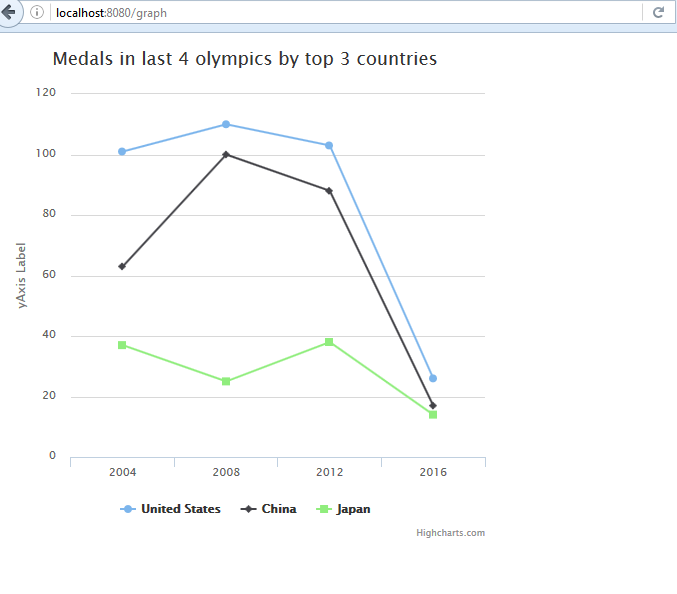 localhost:8080/graph
Medals in last 4 olympics by top 3 countries
120
100
80
60
40
20
0
yAxis Label
2004 2008 2012 2016
United States China Japan
Highcharts.com